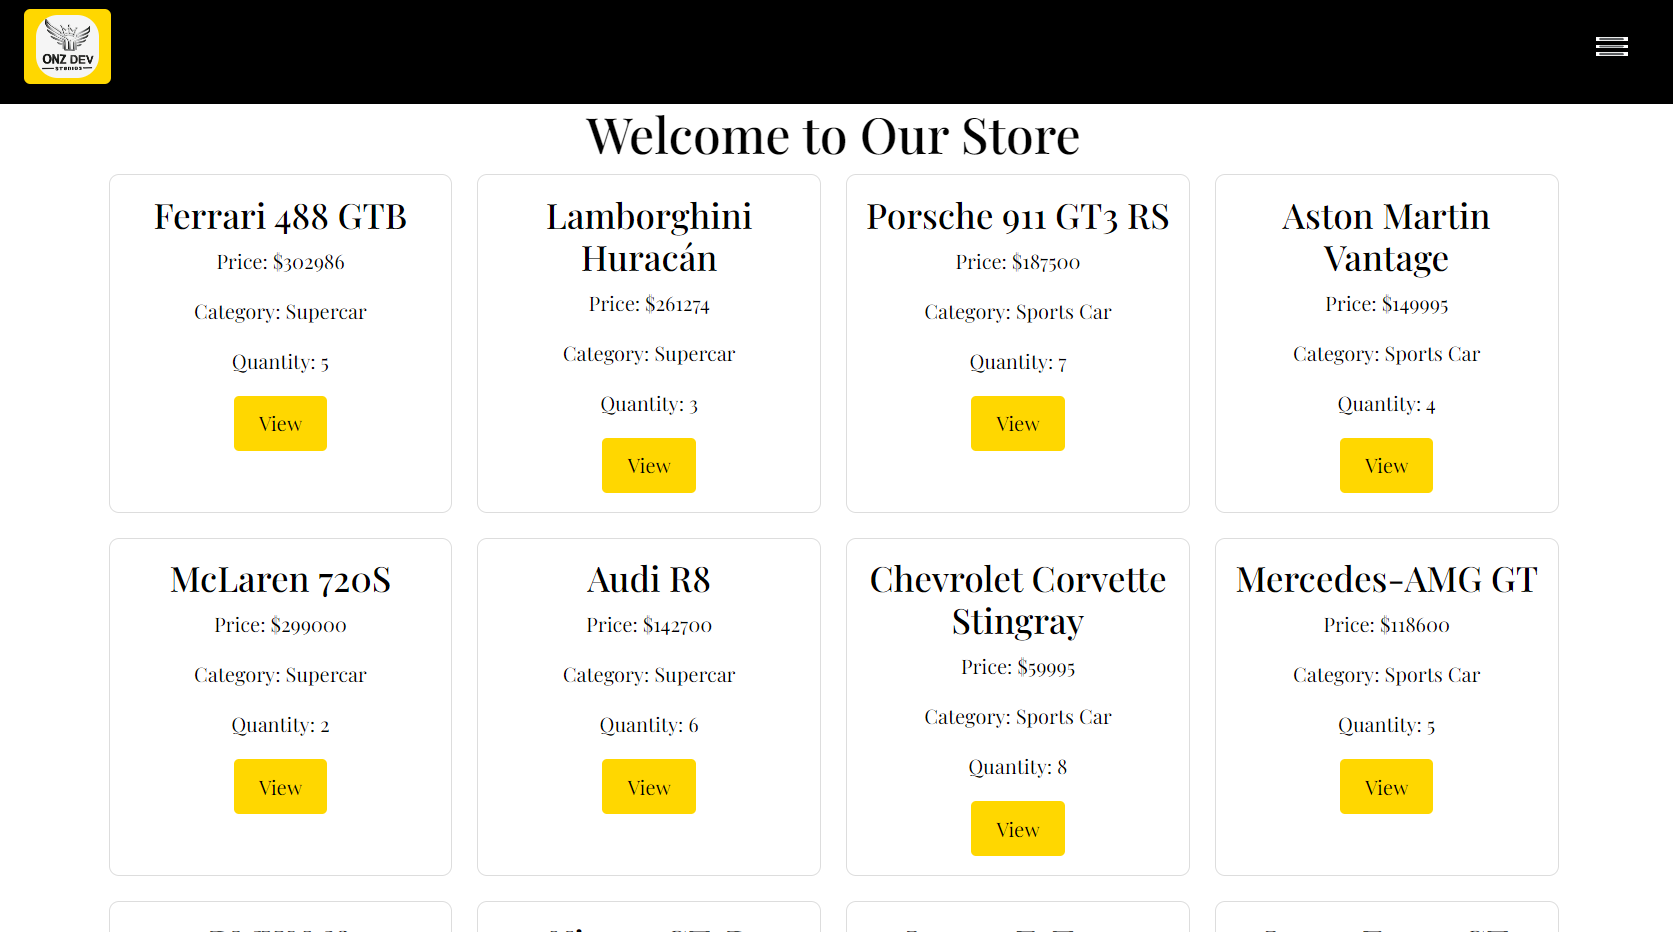 ONZ DEV
STUDIOS
Welcome to Our Store
Ferrari 488 GTB
Price: $302986
Category: Supercar
Quantity: 5
View
Lamborghini
Huracán
Price: $261274
Category: Supercar
Quantity: 3
View
Porsche 911 GT3 RS
Price: $187500
Category: Sports Car
Quantity: 7
View
Aston Martin
Vantage
Price: $149995
Category: Sports Car
Quantity: 4
View
McLaren 720S
Price: $299000
Category: Supercar
Quantity: 2
View
Audi R8
Price: $142700
Category: Supercar
Quantity: 6
View
Chevrolet Corvette
Stingray
Price: $59995
Category: Sports Car
Quantity: 8
View
Mercedes-AMG GT
Price: $118600
Category: Sports Car
Quantity: 5
View